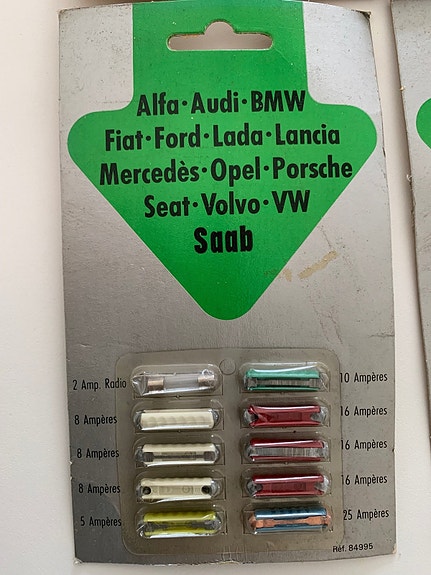 Alfa·Audi·BMW
Fiat·Ford·Lada·Lancia
Mercedès·Opel·Porsche
Seat·Volvo·VW
Saab
2 Amp. Radio
10 Ampères
8 Ampères
16 Ampères
8 Ampères
16 Ampères
8 Ampères
16 Ampères
5 Ampères
25 Ampères
Réf. 84995